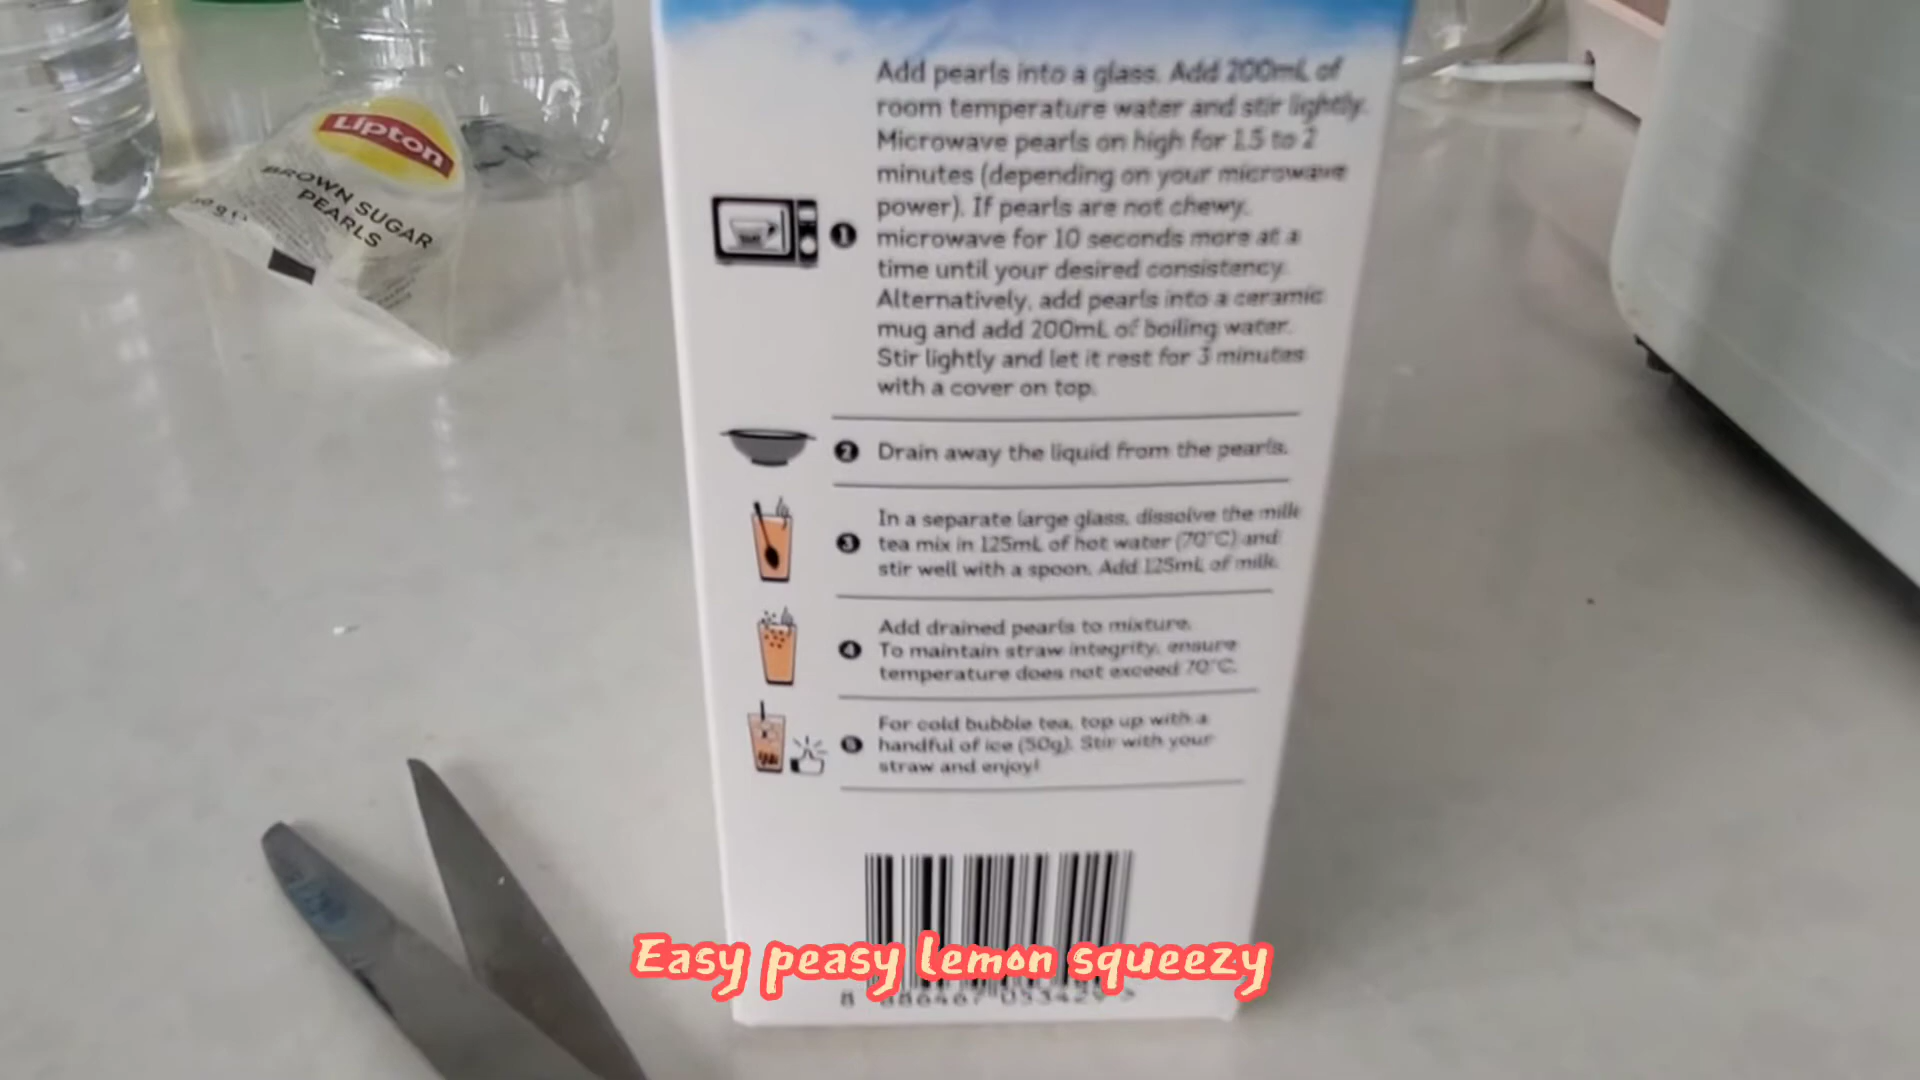 Lipton
BROWN SUGAR
PEARLS
Add pearls into a glass. Add 200mL of
room temperature water and stir lightly.
Microwave pearls on high for 1.5 to 2
minutes (depending on your microwave
power). If pearls are not chewy,
microwave for 10 seconds more at a
time until your desired consistency.
Alternatively, add pearls into a ceramic
mug and add 200mL of boiling water.
Stir lightly and let it rest for 3 minutes
with a cover on top.
1
2 Drain away the liquid from the pearls.
In a separate large glass, dissolve the milk
3 tea mix in 125mL of hot water (70°C) and
stir well with a spoon. Add 125mL of milk.
Add drained pearls to mixture.
4 To maintain straw integrity, ensure
temperature does not exceed 70°C.
For cold bubble tea, top up with a
5 handful of ice (50g). Stir with your
straw and enjoy!
Easy peasy lemon squeezy